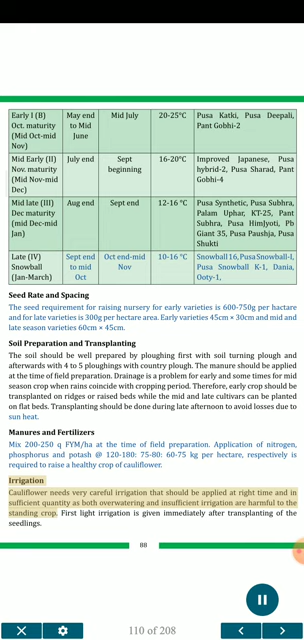 Early I (B) May end Mid July 20-25°C Pusa Katki, Pusa Deepali,
Oct. maturity to Mid Pant Gobhi-2
(Mid Oct-mid June
Nov)
Mid Early (II) July end Sept 16-20°C Improved Japanese, Pusa
Nov. maturity beginning hybrid-2, Pusa Sharad, Pant
(Mid Nov-mid Gobhi-4
Dec)
Mid late (III) Aug end Sept end 12-16 °C Pusa Synthetic, Pusa Subhra,
Dec maturity Palam Uphar, KT-25, Pant
(mid Dec-mid Subhra, Pusa HimJyoti, Pb
Jan) Giant 35, Pusa Paushja, Pusa
Shukti
Late (IV) Sept end Oct end-mid 10-16 °C Snowball 16, Pusa Snowball-I,
Snowball to mid Nov Pusa Snowball K-1, Dania,
(Jan-March) Oct Ooty-1,
Seed Rate and Spacing
The seed requirement for raising nursery for early varieties is 600-750g per hactare
and for late varieties is 300g per hectare area. Early varieties 45cm × 30cm and mid and
late season varieties 60cm × 45cm.
Soil Preparation and Transplanting
The soil should be well prepared by ploughing first with soil turning plough and
afterwards with 4 to 5 ploughings with country plough. The manure should be applied
at the time of field preparation. Drainage is a problem for early and some times for mid
season crop when rains coincide with cropping period. Therefore, early crop should be
transplanted on ridges or raised beds while the mid and late cultivars can be planted
on flat beds. Transplanting should be done during late afternoon to avoid losses due to
sun heat.
Manures and Fertilizers
Mix 200-250 q FYM/ha at the time of field preparation. Application of nitrogen,
phosphorus and potash @ 120-180: 75-80: 60-75 kg per hectare, respectively is
required to raise a healthy crop of cauliflower.
Irrigation
Cauliflower needs very careful irrigation that should be applied at right time and in
sufficient quantity as both overwatering and insufficient irrigation are harmful to the
standing crop. First light irrigation is given immediately after transplanting of the
seedlings.
88
110 of 208